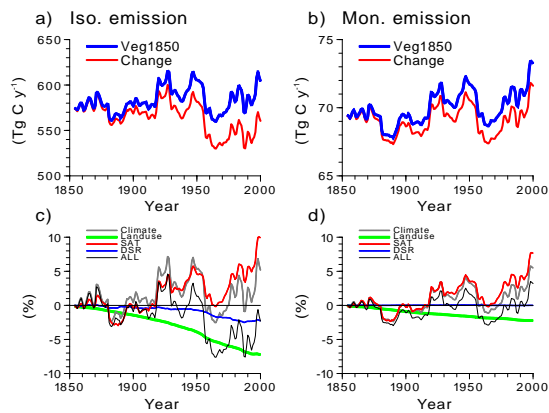 a) Iso. emission
Veg1850
Change
(Tg C y⁻¹)
650
600
550
500
1850 1900 1950 2000
Year
b) Mon. emission
Veg1850
Change
(Tg C y⁻¹)
75
70
65
1850 1900 1950 2000
Year
c)
Climate
Landuse
SAT
DSR
ALL
(%)
10
5
0
-5
-10
1850 1900 1950 2000
Year
d)
Climate
Landuse
SAT
DSR
ALL
(%)
10
5
0
-5
-10
1850 1900 1950 2000
Year